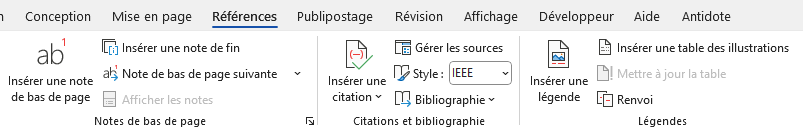 Conception Mise en page Références Publipostage Révision Affichage Développeur Aide Antidote
ab¹
Insérer une note
de bas de page
Insérer une note de fin
Note de bas de page suivante
Afficher les notes
Notes de bas de page
Insérer une
citation
Gérer les sources
Style : IEEE
Bibliographie
Citations et bibliographie
Insérer une
légende
Insérer une table des illustrations
Mettre à jour la table
Renvoi
Légendes